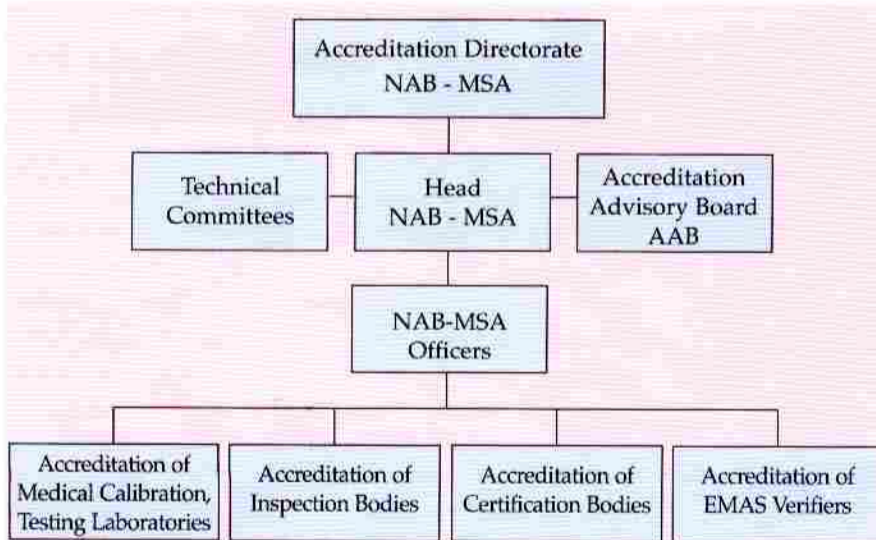 Accreditation Directorate
NAB - MSA
Technical
Committees
Head
NAB - MSA
Accreditation
Advisory Board
AAB
NAB-MSA
Officers
Accreditation of
Medical Calibration,
Testing Laboratories
Accreditation of
Inspection Bodies
Accreditation of
Certification Bodies
Accreditation of
EMAS Verifiers